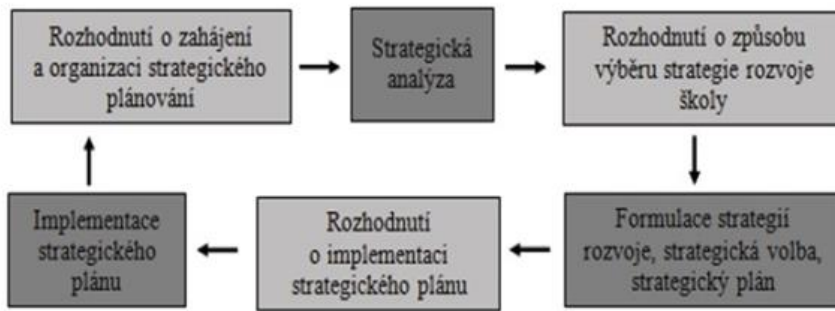 Rozhodnutí o zahájení
a organizaci strategického
plánování
Strategická
analýza
Rozhodnutí o způsobu
výběru strategie rozvoje
školy
Formulace strategií
rozvoje, strategická volba,
strategický plán
Rozhodnutí
o implementaci
strategického plánu
Implementace
strategického
plánu